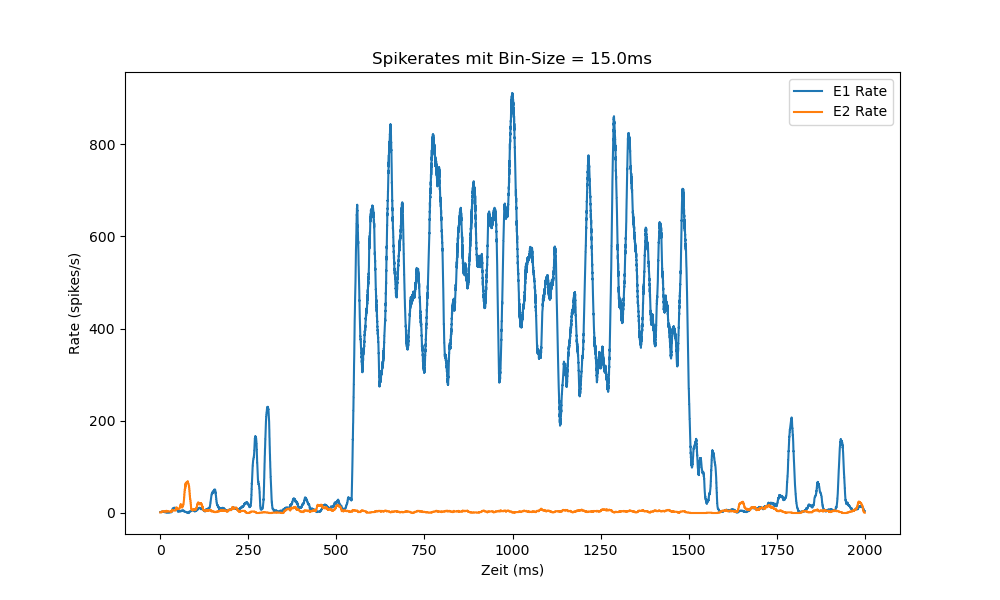 Spikerates mit Bin-Size = 15.0ms
E1 Rate
E2 Rate
Rate (spikes/s)
800
600
400
200
0
0 250 500 750 1000 1250 1500 1750 2000
Zeit (ms)